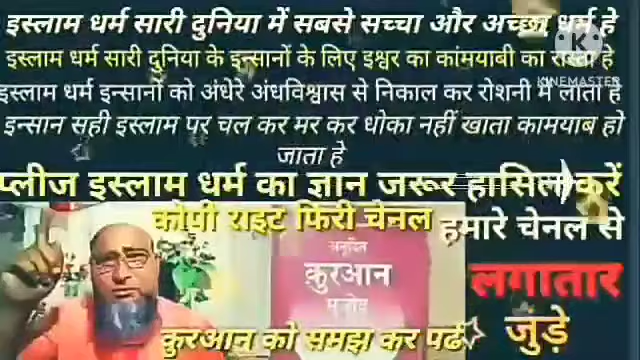 इस्लाम धर्म सारी दुनिया में सबसे सच्चा और अच्छा धर्म हे
इस्लाम धर्म सारी दुनिया के इन्सानों के लिए इश्वर का कांमयाबी का रास्ता हे
इस्लाम धर्म इन्सानों को अंधेरे अंधविश्वास से निकाल कर रोशनी में लाता हे
इन्सान सही इस्लाम पर चल कर मर कर धोका नहीं खाता कामयाब हो
जाता हे
प्लीज इस्लाम धर्म का ज्ञान जरूर हासिल करें
कोपी राइट फिरी चेनल
हमारे चेनल से
लगातार
जुंडे
अनूदित
क़ुरआन
मजीद
कुरआन को समझ कर पढें
KINEMASTER